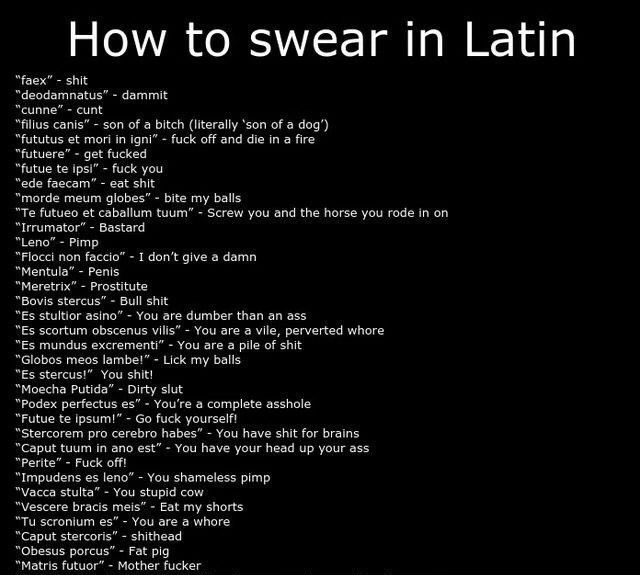 How to swear in Latin
“faex” - shit
“deodamnatus” - dammit
“cunne” - cunt
“filius canis” - son of a bitch (literally ‘son of a dog’)
“fututus et mori in igni” - fuck off and die in a fire
“futuere” - get fucked
“futue te ipsi” - fuck you
“ede faecam” - eat shit
“morde meum globes” - bite my balls
“Te futueo et caballum tuum” - Screw you and the horse you rode in on
“Irrumator” - Bastard
“Leno” - Pimp
“Flocci non faccio” - I don’t give a damn
“Mentula” - Penis
“Meretrix” - Prostitute
“Bovis stercus” - Bull shit
“Es stultior asino” - You are dumber than an ass
“Es scortum obscenus vilis” - You are a vile, perverted whore
“Es mundus excrementi” - You are a pile of shit
“Globos meos lambe!” - Lick my balls
“Es stercus!”  You shit!
“Moecha Putida” - Dirty slut
“Podex perfectus es” - You’re a complete asshole
“Futue te ipsum!” - Go fuck yourself!
“Stercorem pro cerebro habes” - You have shit for brains
“Caput tuum in ano est” - You have your head up your ass
“Perite” - Fuck off!
“Impudens es leno” - You shameless pimp
“Vacca stulta” - You stupid cow
“Vescere bracis meis” - Eat my shorts
“Tu scronium es” - You are a whore
“Caput stercoris” - shithead
“Obesus porcus” - Fat pig
“Matris futuor” - Mother fucker